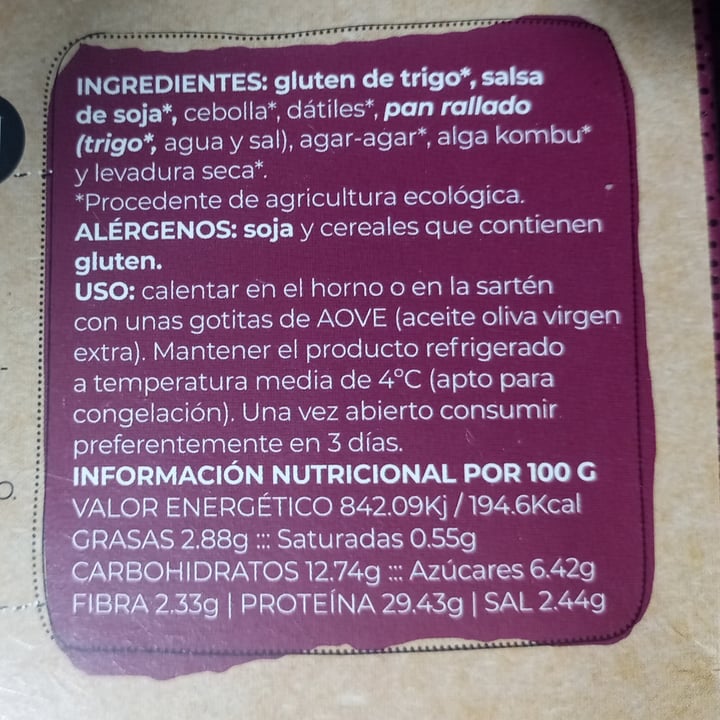 INGREDIENTES: gluten de trigo*, salsa
de soja*, cebolla*, dátiles*, pan rallado
(trigo*, agua y sal), agar-agar*, alga kombu*
y levadura seca*.
*Procedente de agricultura ecológica.
ALÉRGENOS: soja y cereales que contienen
gluten.
USO: calentar en el horno o en la sartén
con unas gotitas de AOVE (aceite oliva virgen
extra). Mantener el producto refrigerado
a temperatura media de 4ºC (apto para
congelación). Una vez abierto consumir
preferentemente en 3 días.
INFORMACIÓN NUTRICIONAL POR 100 G
VALOR ENERGÉTICO 842.09Kj / 194.6Kcal
GRASAS 2.88g ::: Saturadas 0.55g
CARBOHIDRATOS 12.74g ::: Azúcares 6.42g
FIBRA 2.33g | PROTEÍNA 29.43g | SAL 2.44g